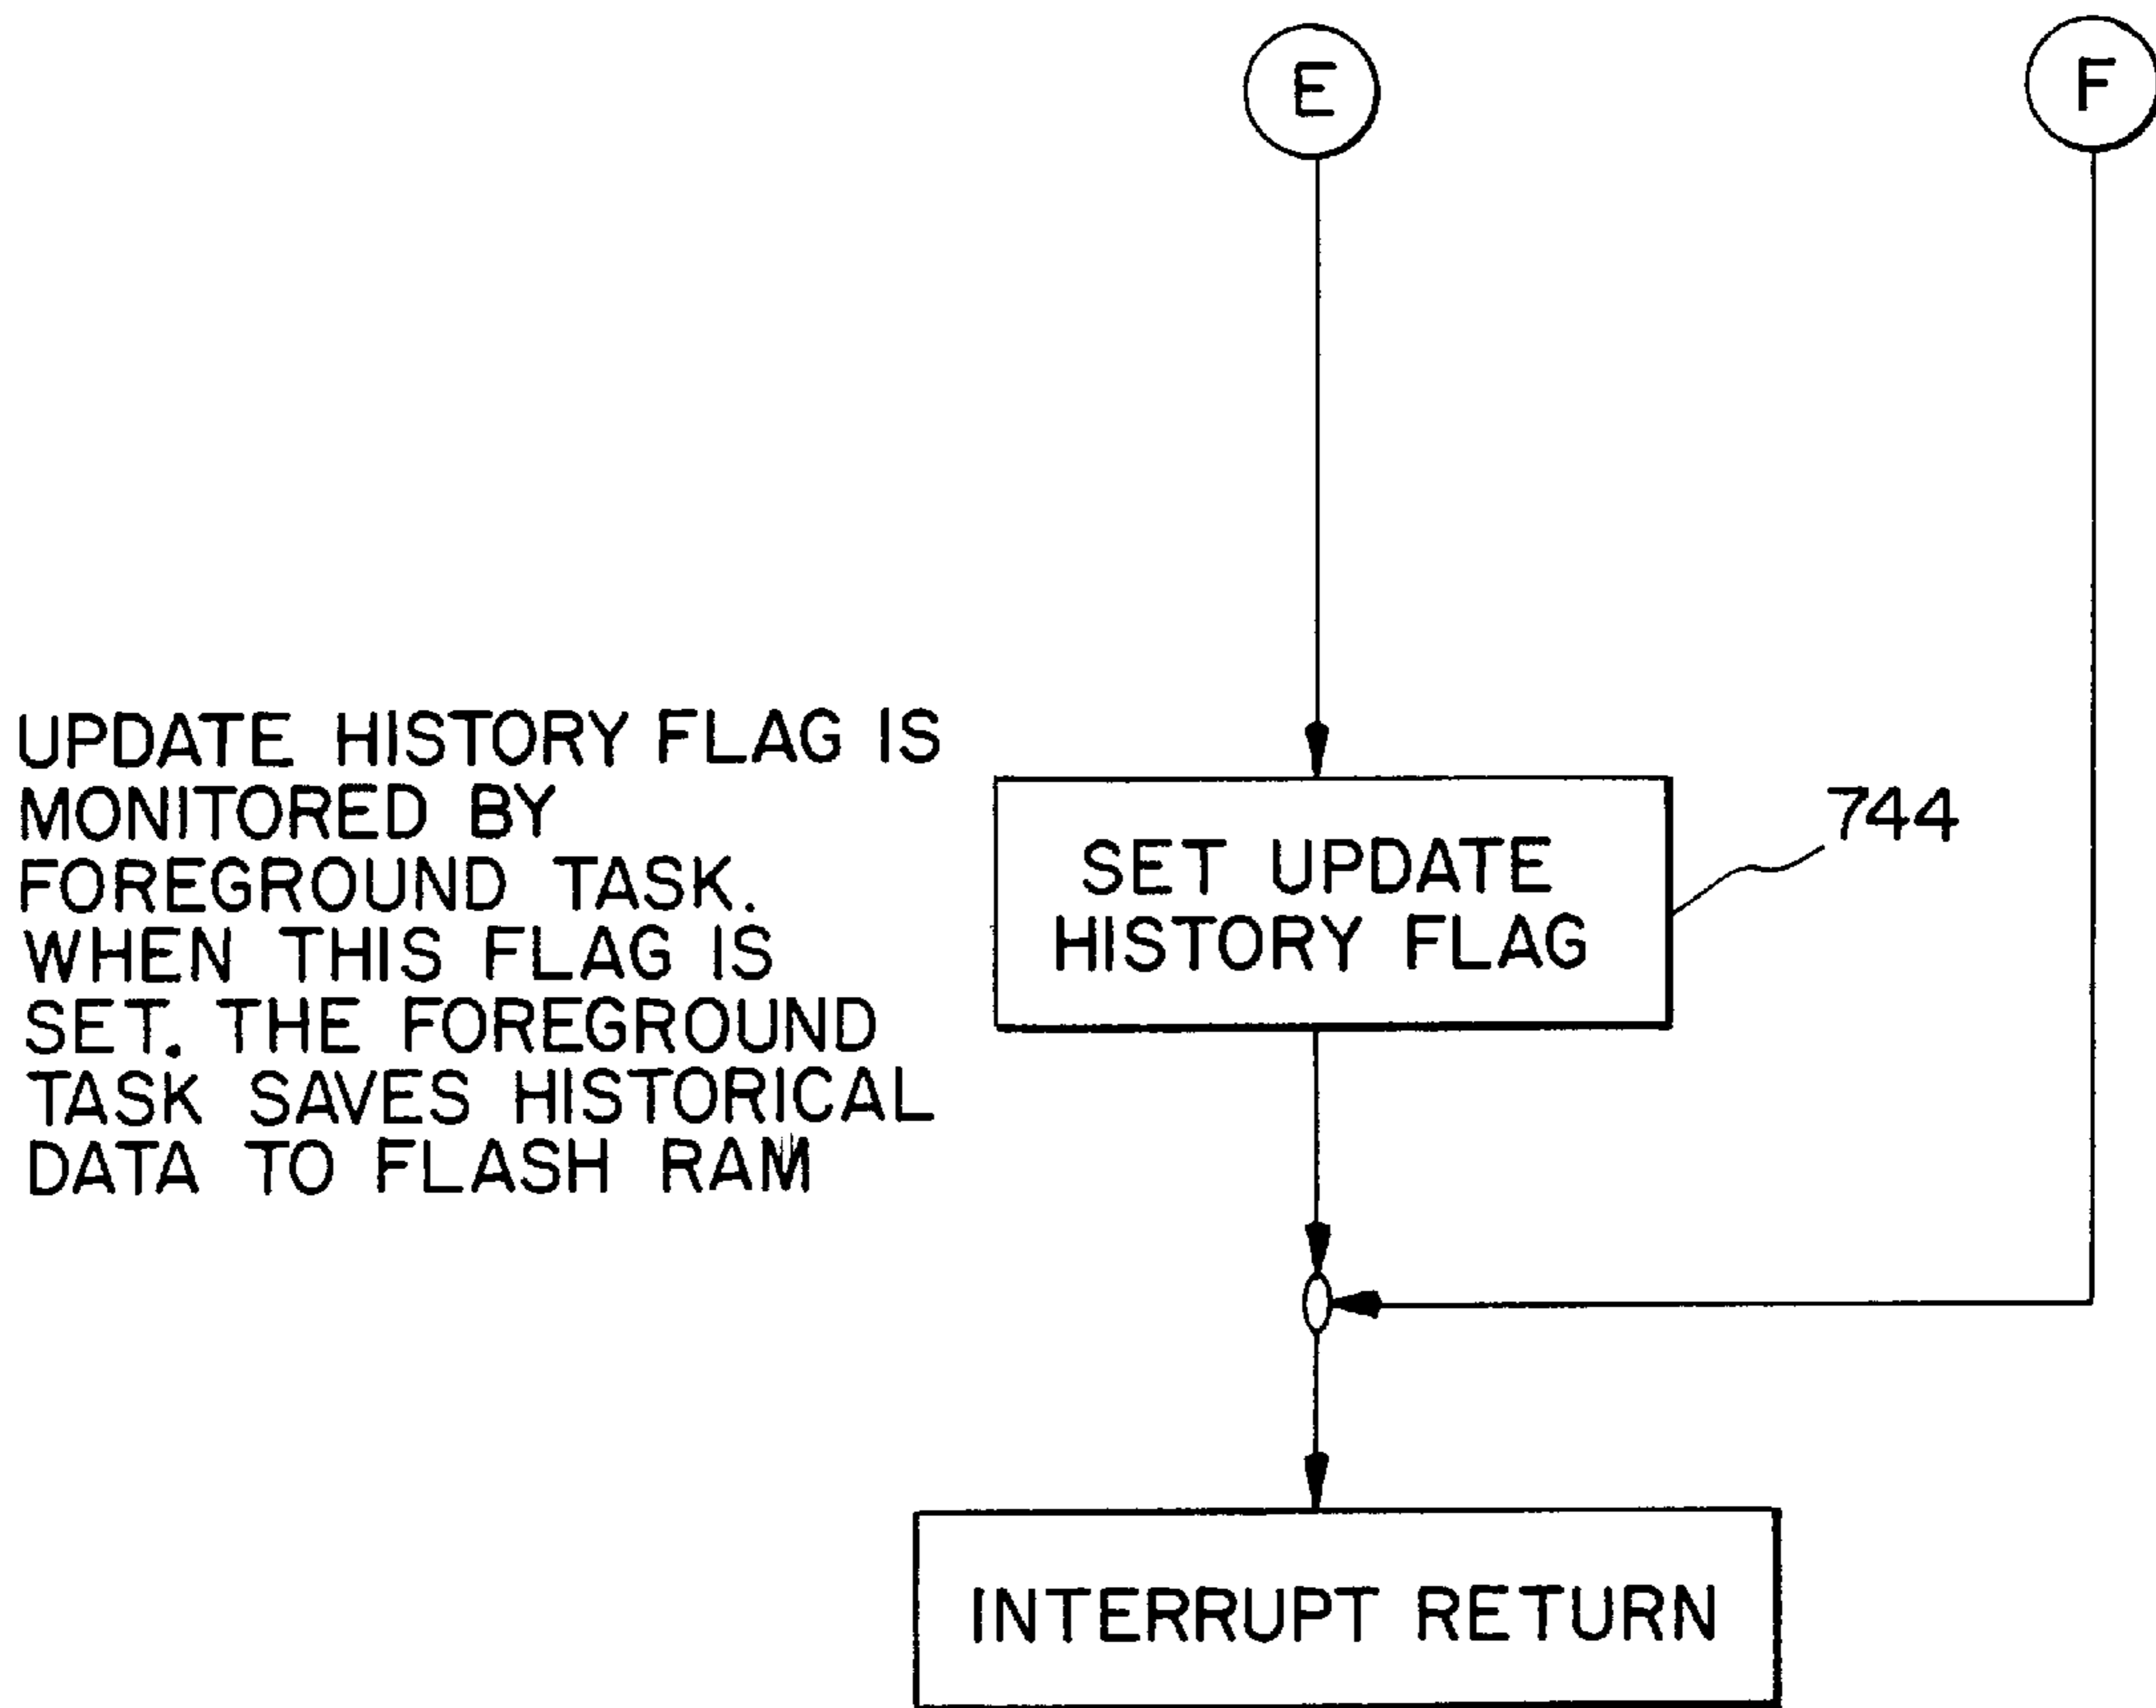 E
F
UPDATE HISTORY FLAG IS
MONITORED BY
FOREGROUND TASK.
WHEN THIS FLAG IS
SET. THE FOREGROUND
TASK SAVES HISTORICAL
DATA TO FLASH RAM
SET UPDATE
HISTORY FLAG
744
INTERRUPT RETURN